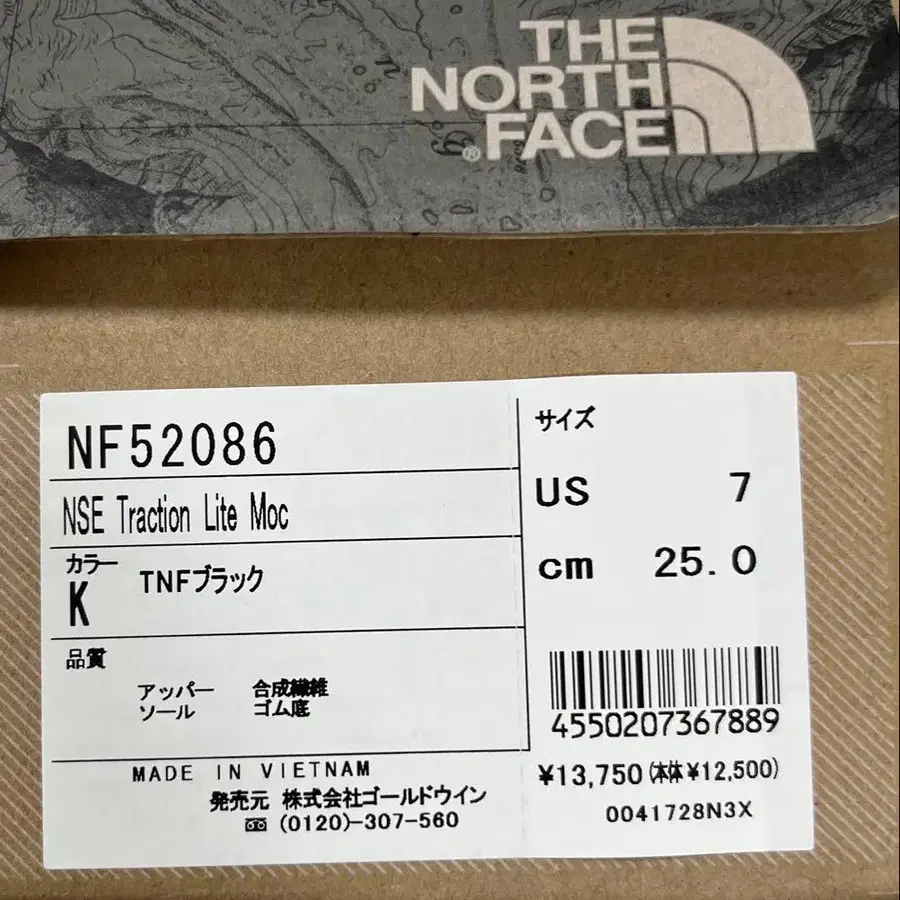 THE
NORTH
FACE®
NF52086
NSE Traction Lite Moc
カラー
K TNFブラック
品質
アッパー 合成繊維
ソール ゴム底
MADE IN VIETNAM
発売元 株式会社ゴールドウイン
(0120)-307-560
サイズ
US 7
cm 25.0
4550207367889
¥13,750(本体¥12,500)
0041728N3X